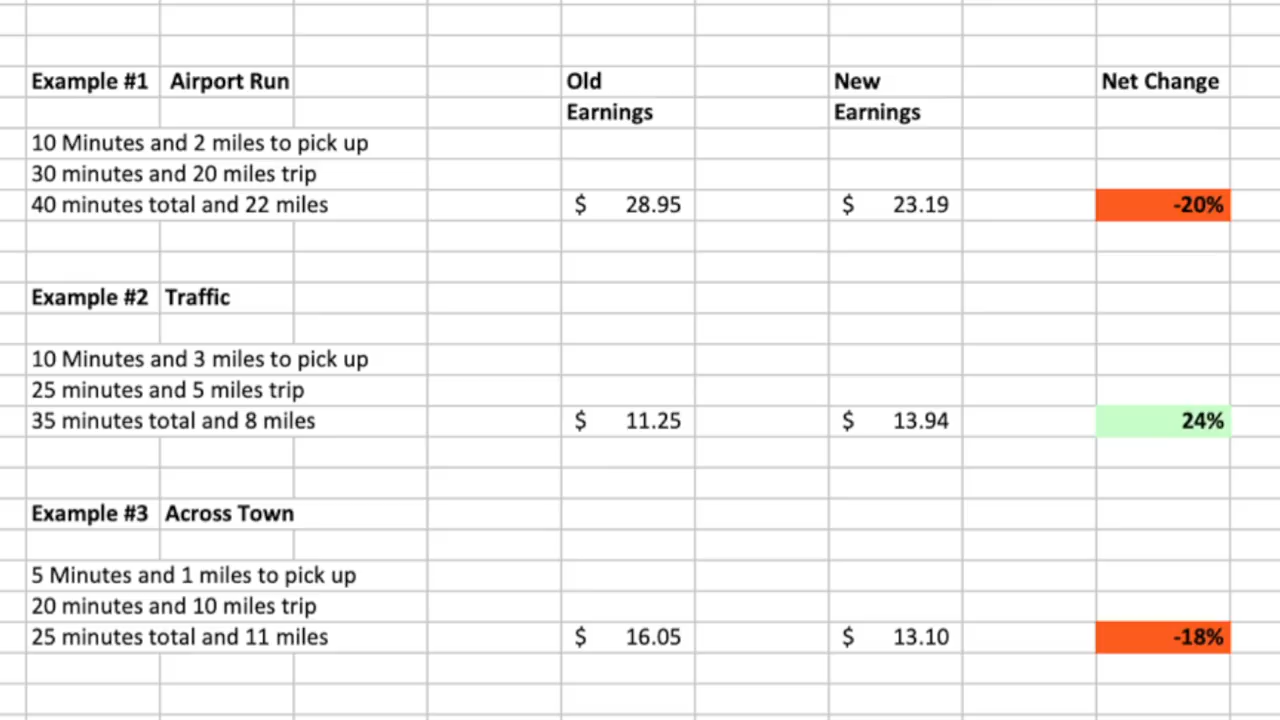 Example #1 Airport Run Old New Net Change
Earnings Earnings
10 Minutes and 2 miles to pick up
30 minutes and 20 miles trip
40 minutes total and 22 miles $ 28.95 $ 23.19 -20%
Example #2 Traffic
10 Minutes and 3 miles to pick up
25 minutes and 5 miles trip
35 minutes total and 8 miles $ 11.25 $ 13.94 24%
Example #3 Across Town
5 Minutes and 1 miles to pick up
20 minutes and 10 miles trip
25 minutes total and 11 miles $ 16.05 $ 13.10 -18%